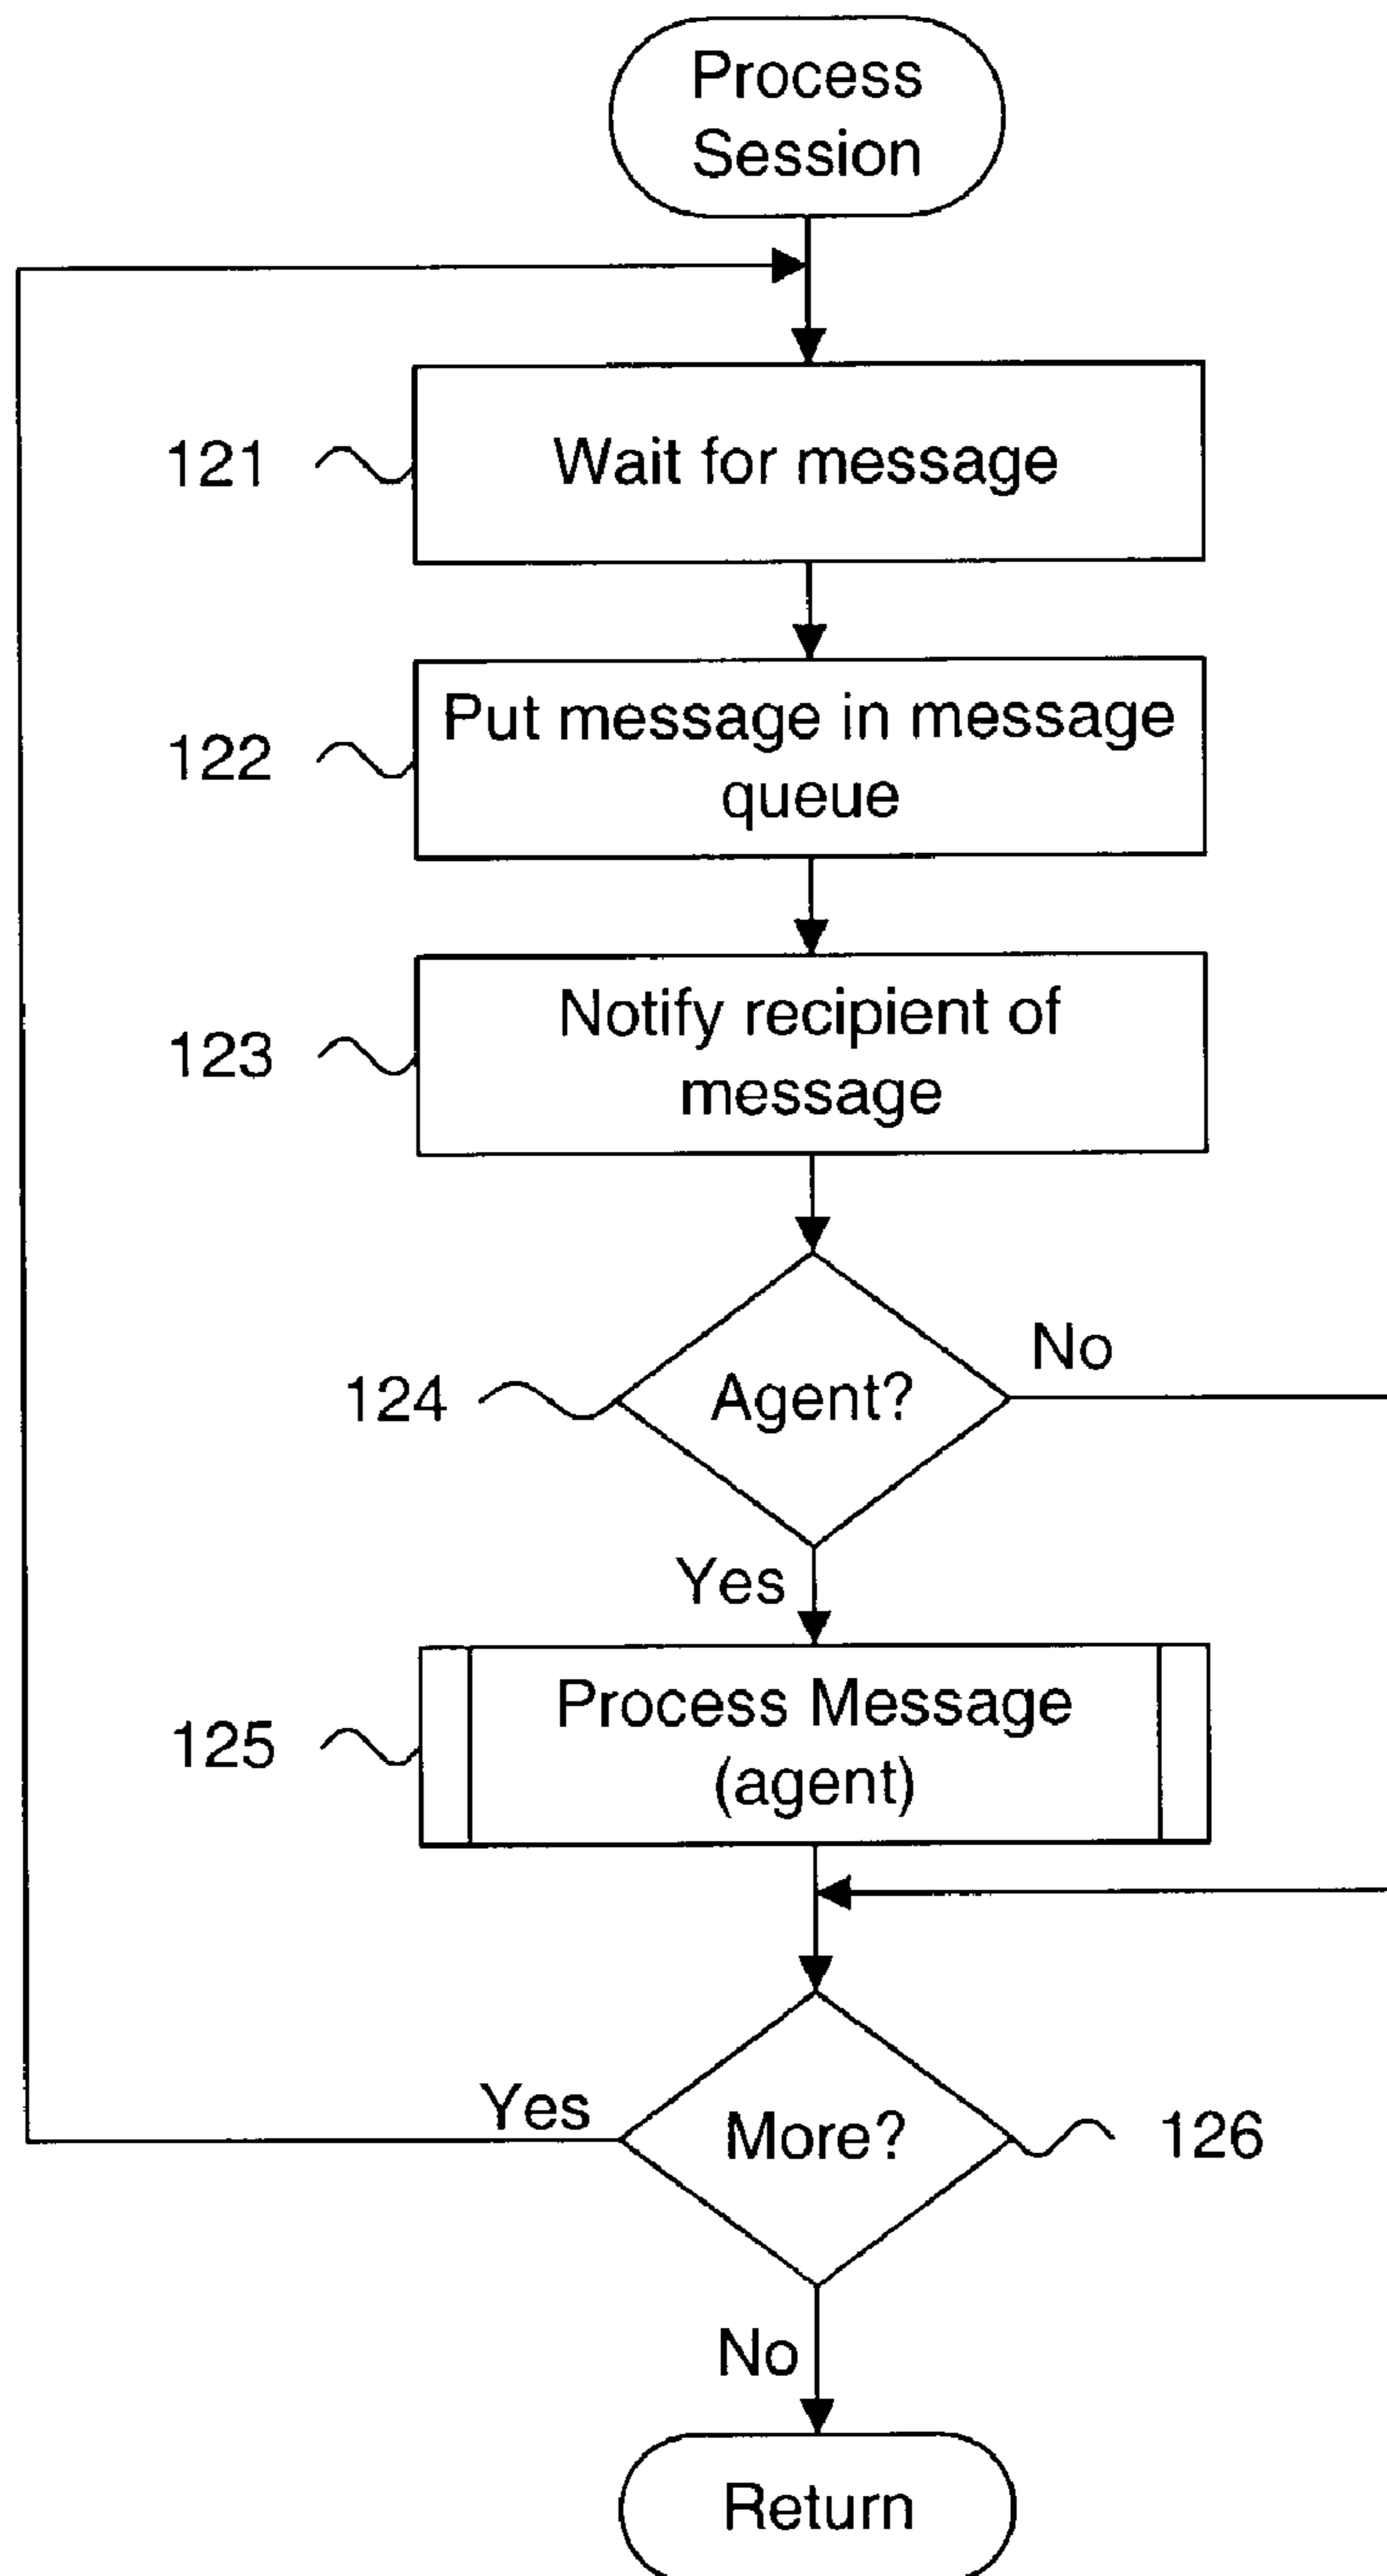 Process
Session
121
Wait for message
122
Put message in message
queue
123
Notify recipient of
message
124
Agent?
No
Yes
125
Process Message
(agent)
Yes
More?
126
No
Return